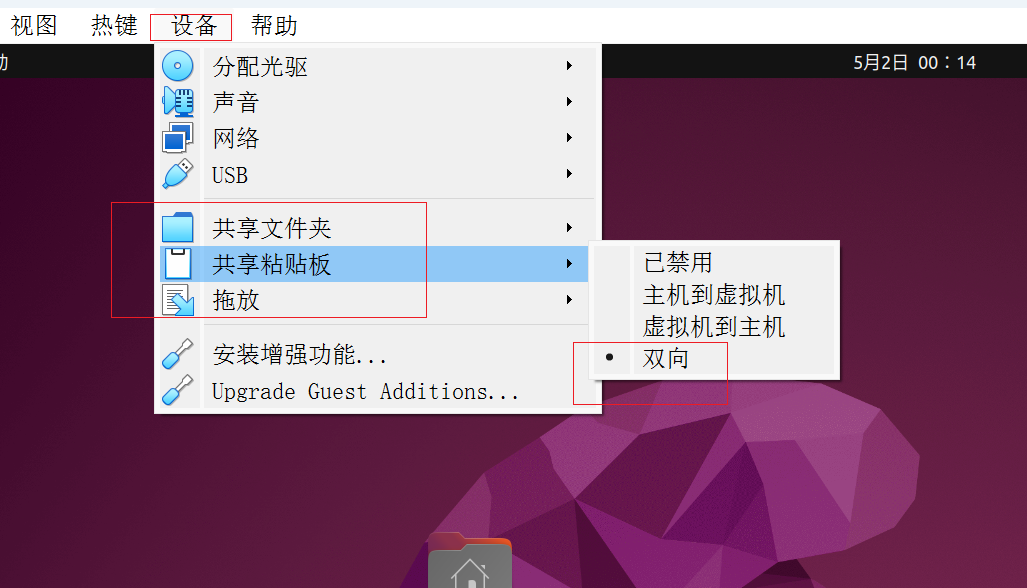 视图 热键 设备 帮助
5月2日 00：14
分配光驱
声音
网络
USB
共享文件夹
共享粘贴板
拖放
安装增强功能...
Upgrade Guest Additions...
已禁用
主机到虚拟机
虚拟机到主机
双向